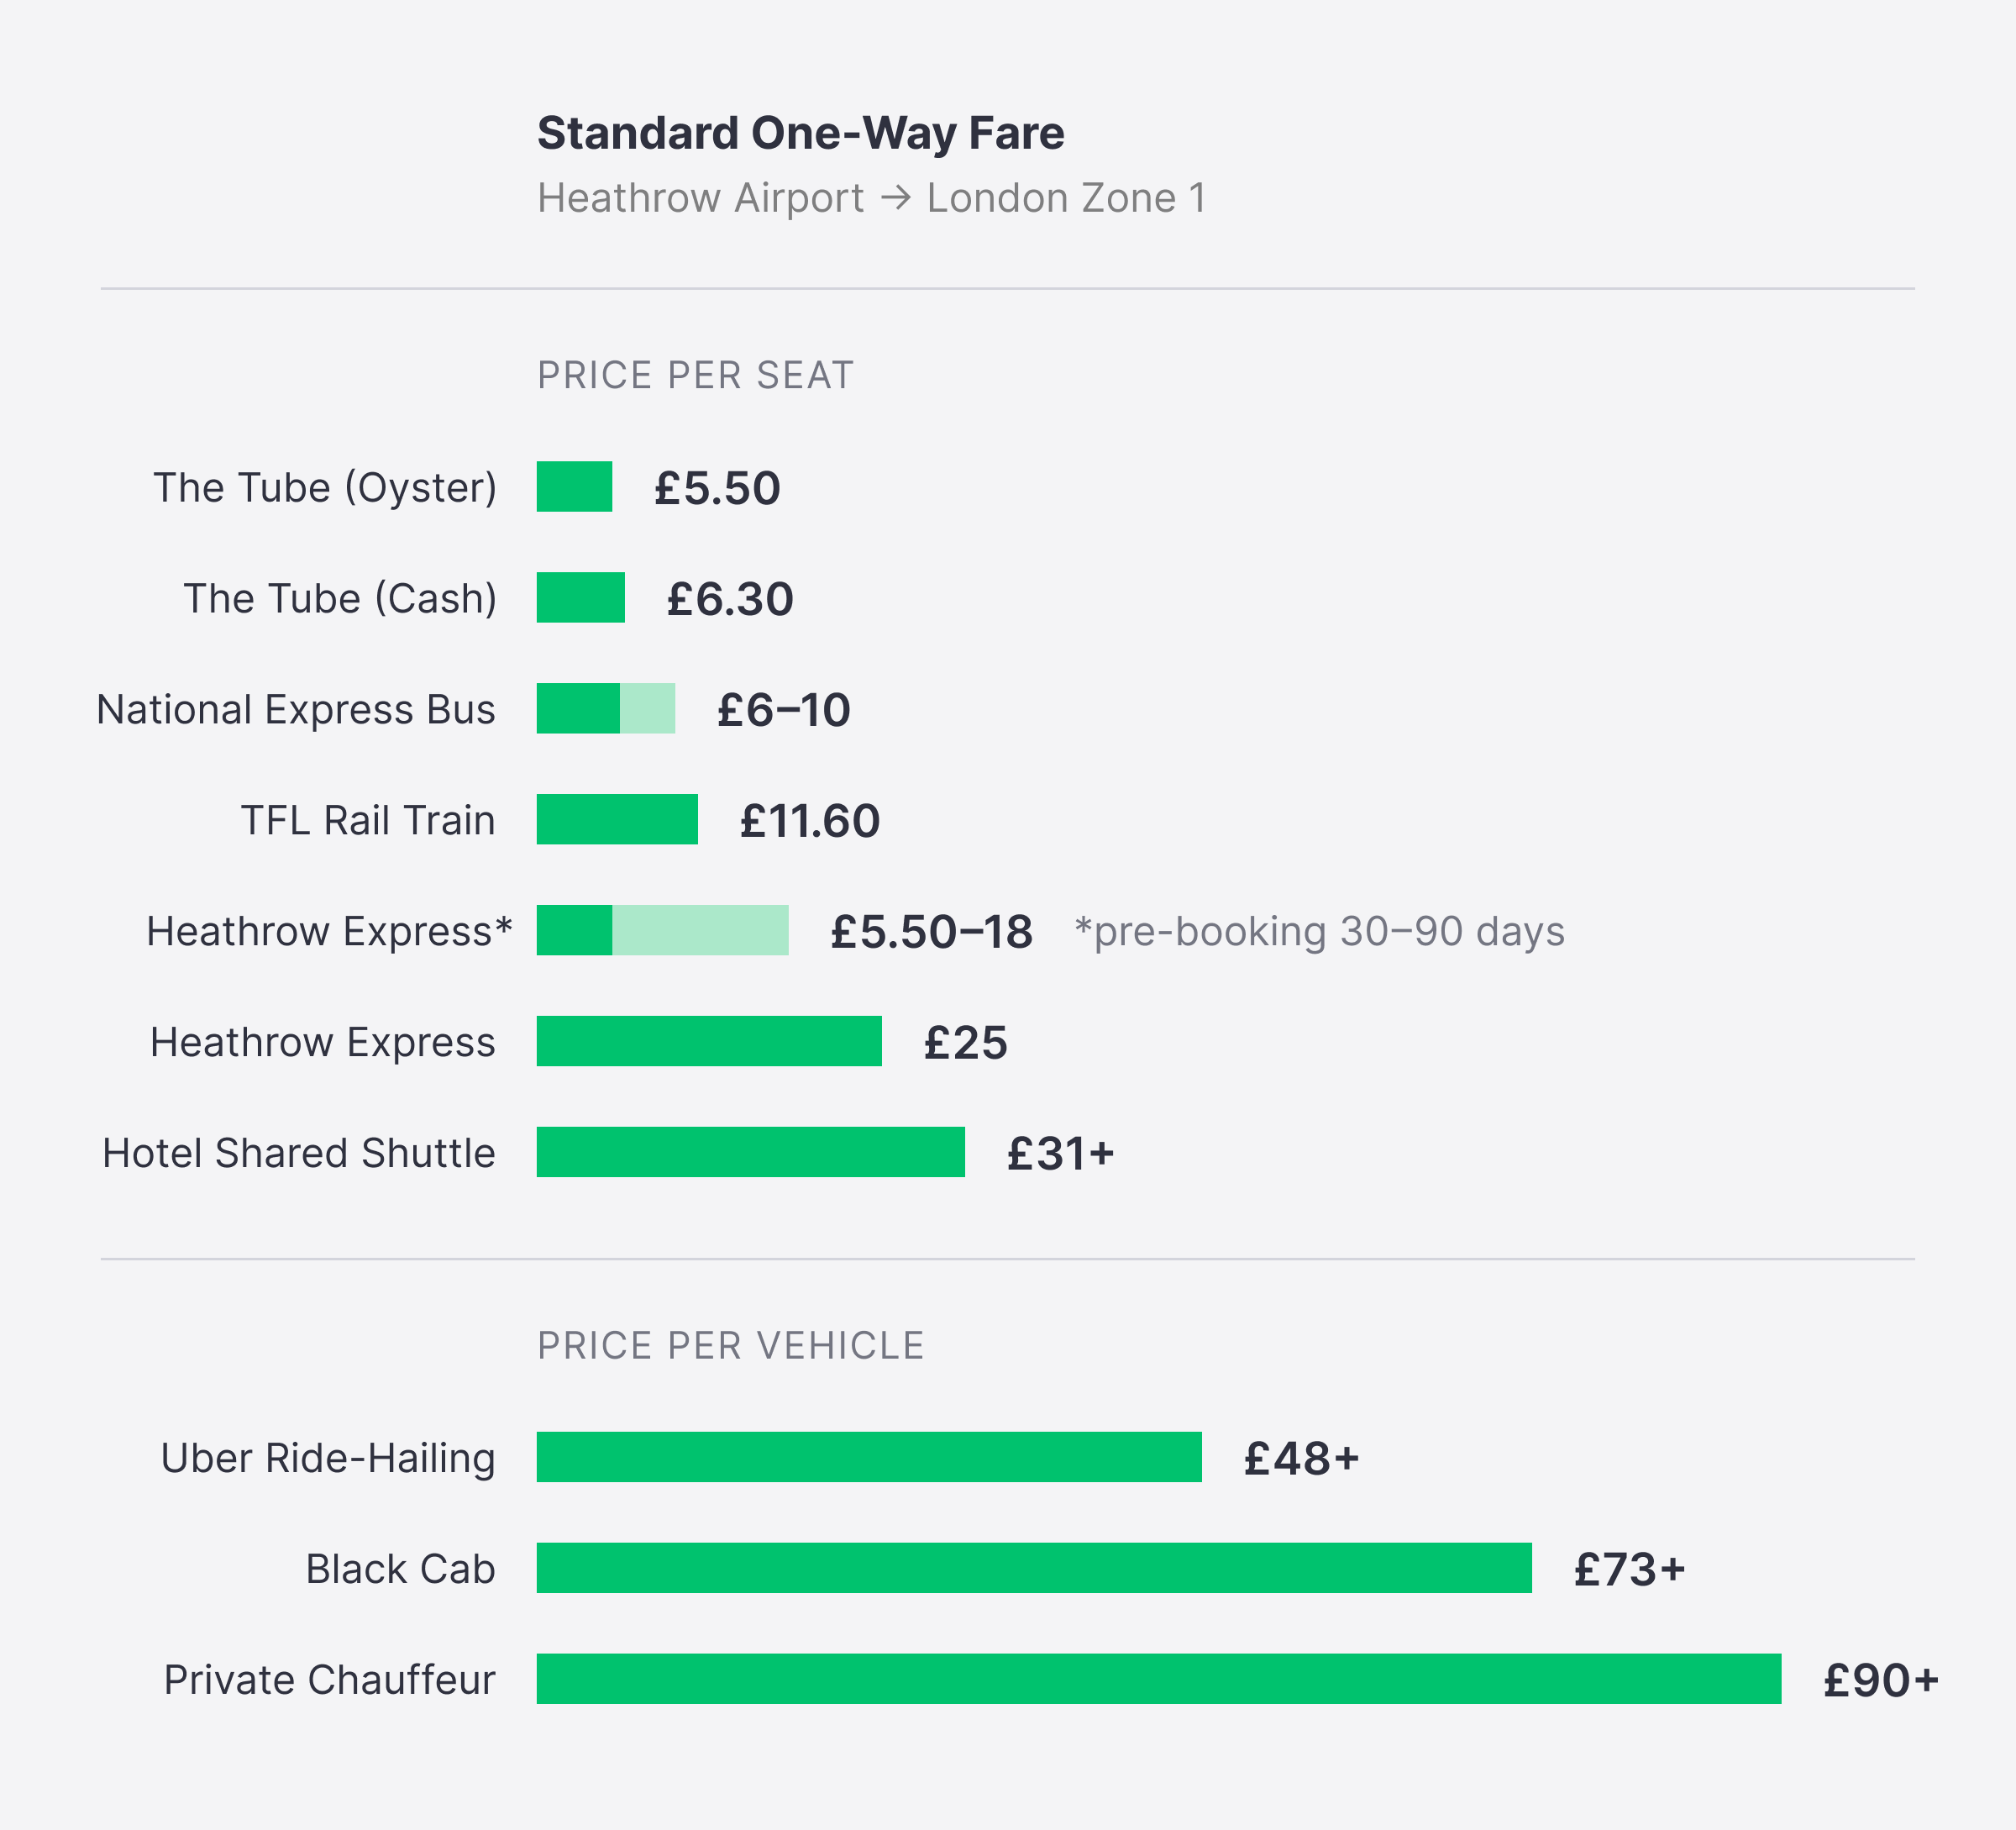 Standard One-Way Fare
Heathrow Airport → London Zone 1
PRICE PER SEAT
The Tube (Oyster) £5.50
The Tube (Cash) £6.30
National Express Bus £6–10
TFL Rail Train £11.60
Heathrow Express* £5.50–18 *pre-booking 30–90 days
Heathrow Express £25
Hotel Shared Shuttle £31+
PRICE PER VEHICLE
Uber Ride-Hailing £48+
Black Cab £73+
Private Chauffeur £90+